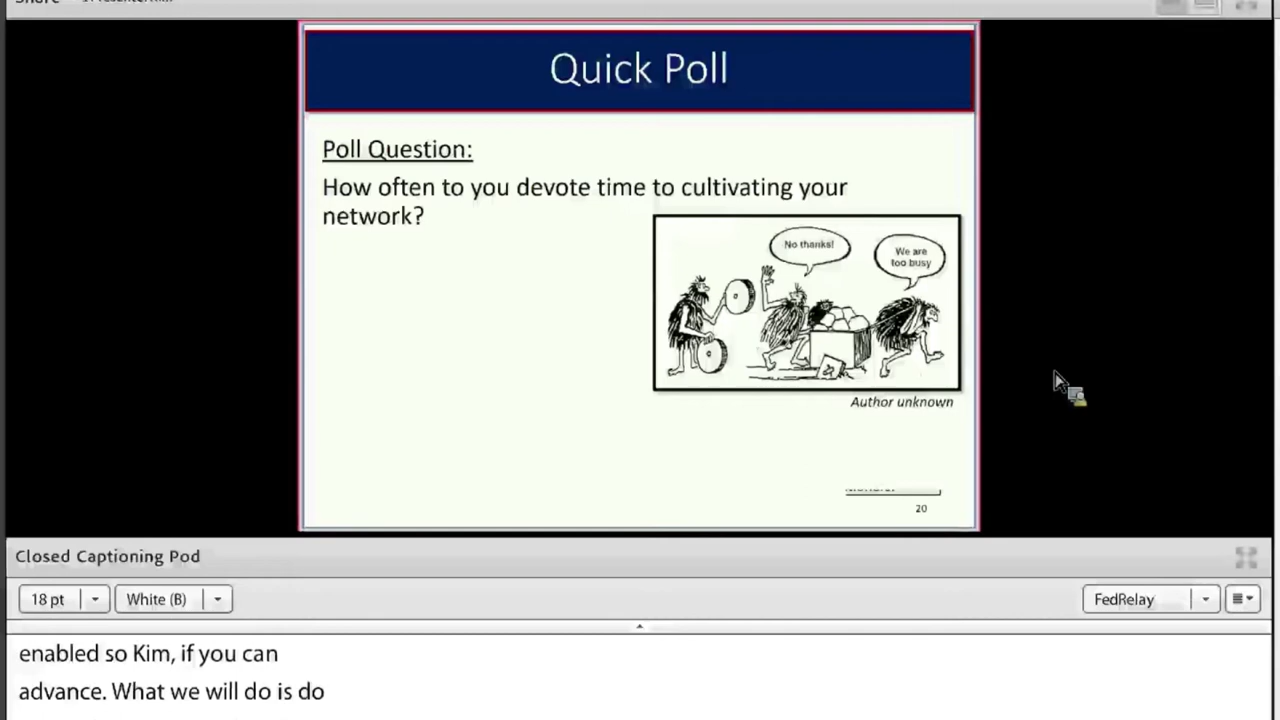 Quick Poll
Poll Question:
How often to you devote time to cultivating your
network?
No thanks!
We are
too busy
Author unknown
20
Closed Captioning Pod
18 pt
White (B)
FedRelay
enabled so Kim, if you can
advance. What we will do is do